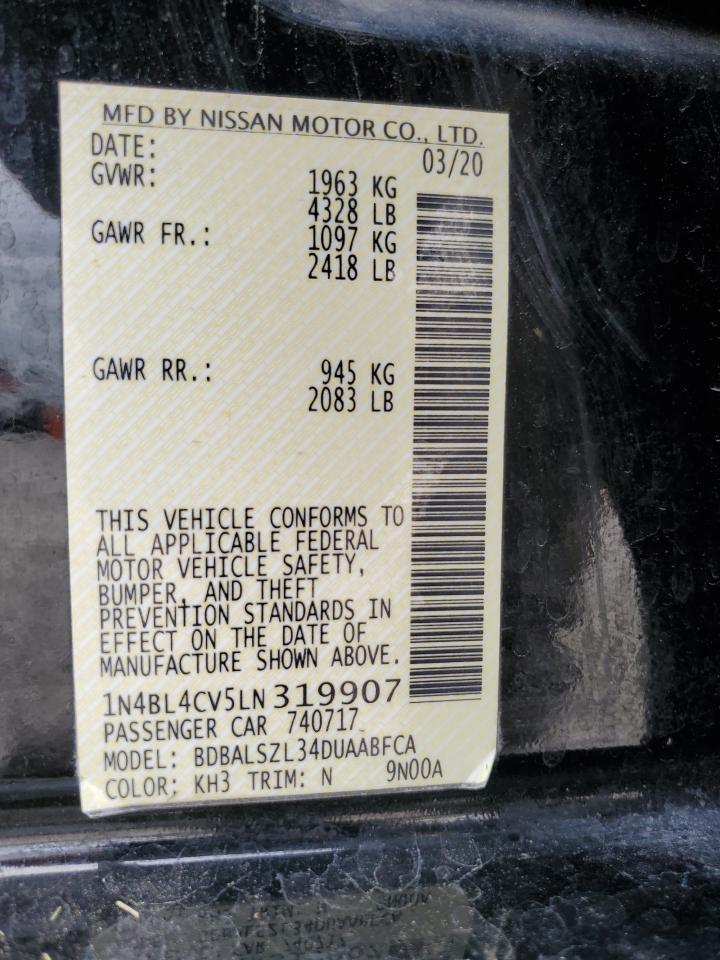 MFD BY NISSAN MOTOR CO., LTD.
DATE: 03/20
GVWR: 1963 KG
4328 LB
GAWR FR.: 1097 KG
2418 LB
GAWR RR.: 945 KG
2083 LB
THIS VEHICLE CONFORMS TO
ALL APPLICABLE FEDERAL
MOTOR VEHICLE SAFETY,
BUMPER, AND THEFT
PREVENTION STANDARDS IN
EFFECT ON THE DATE OF
MANUFACTURE SHOWN ABOVE.
1N4BL4CV5LN319907
PASSENGER CAR 740717
MODEL: BDBALSZL34DUAABFCA
COLOR: KH3 TRIM: N 9N00A